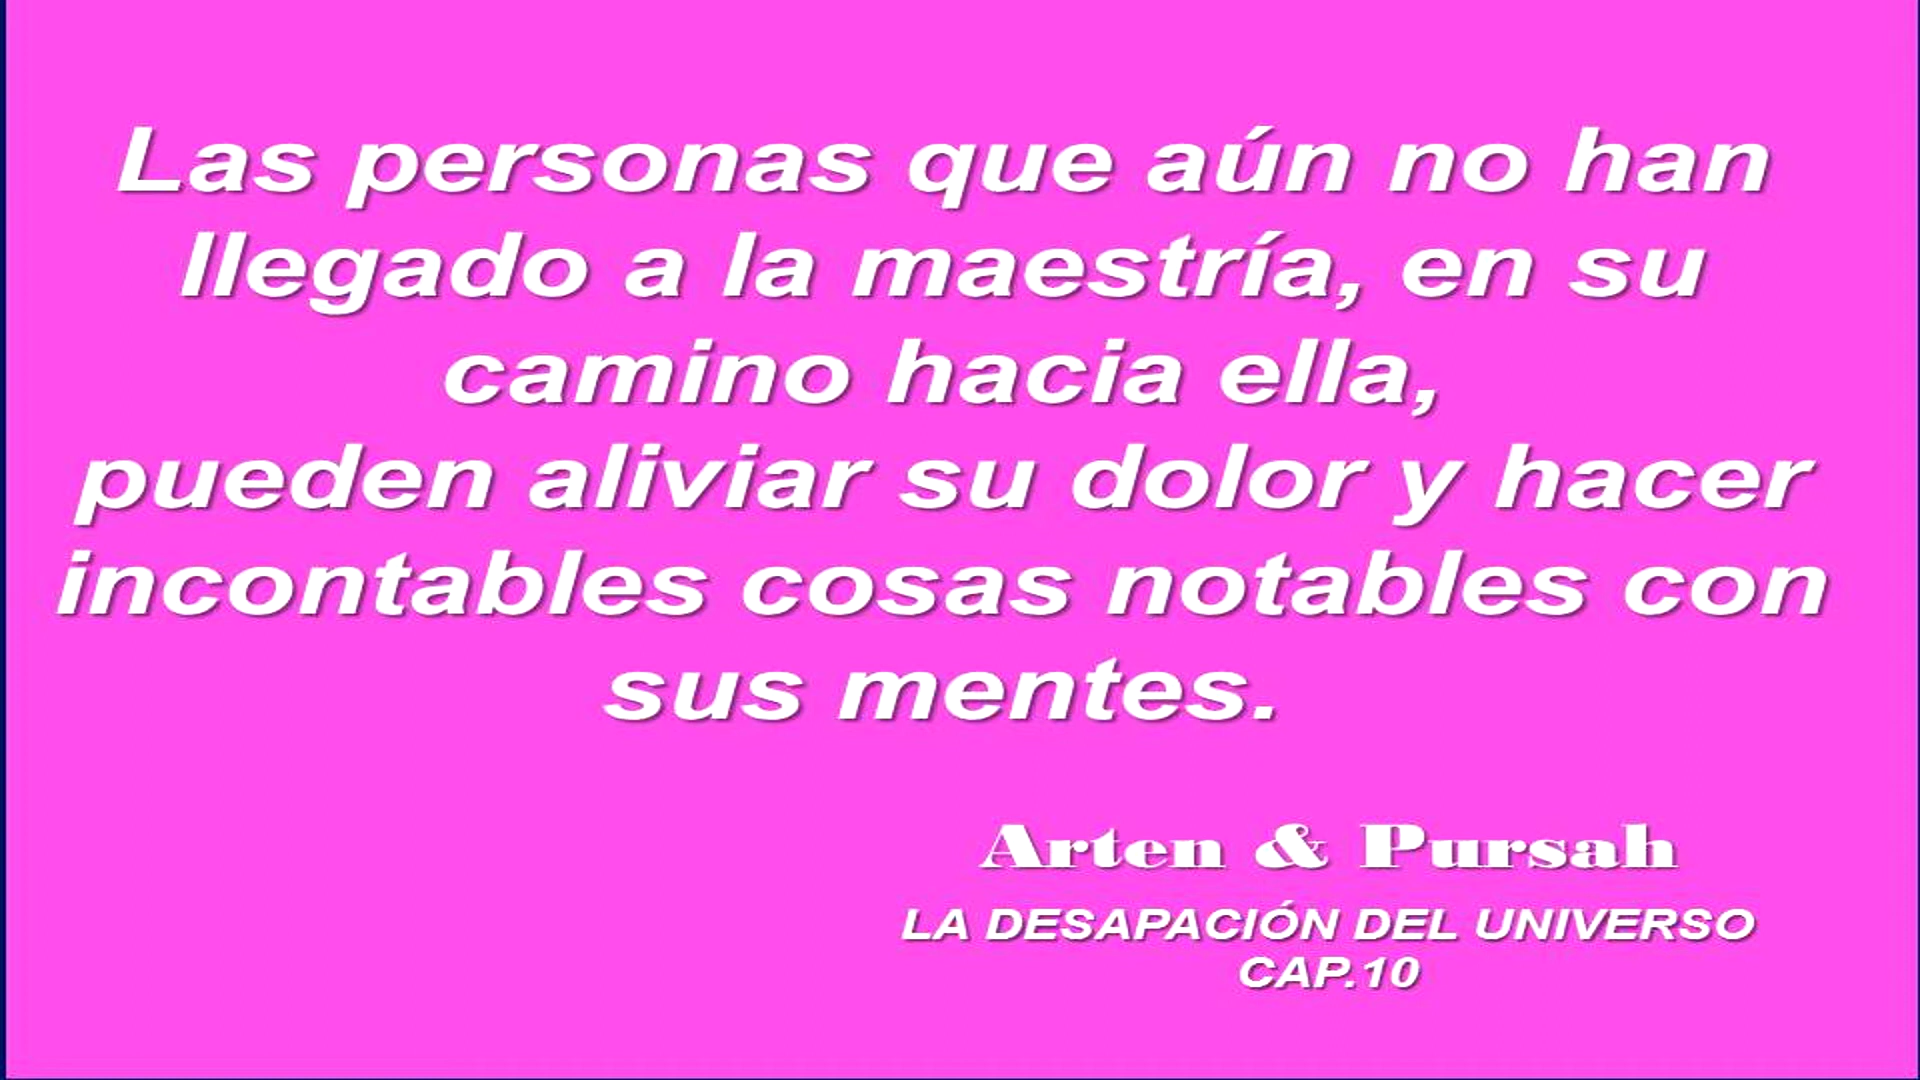 Las personas que aún no han
llegado a la maestría, en su
camino hacia ella,
pueden aliviar su dolor y hacer
incontables cosas notables con
sus mentes.
Arten & Pursah
LA DESAPACIÓN DEL UNIVERSO
CAP.10